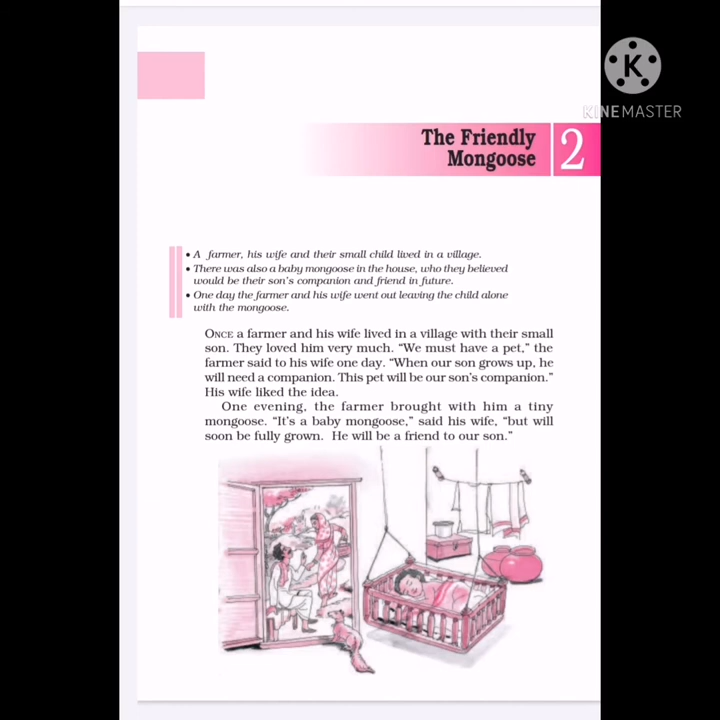 K
KINEMASTER
The Friendly
Mongoose
2
• A farmer, his wife and their small child lived in a village.
• There was also a baby mongoose in the house, who they believed
would be their son's companion and friend in future.
• One day the farmer and his wife went out leaving the child alone
with the mongoose.
ONCE a farmer and his wife lived in a village with their small
son. They loved him very much. “We must have a pet,” the
farmer said to his wife one day. “When our son grows up, he
will need a companion. This pet will be our son's companion.”
His wife liked the idea.
One evening, the farmer brought with him a tiny
mongoose. “It's a baby mongoose,” said his wife, “but will
soon be fully grown. He will be a friend to our son.”